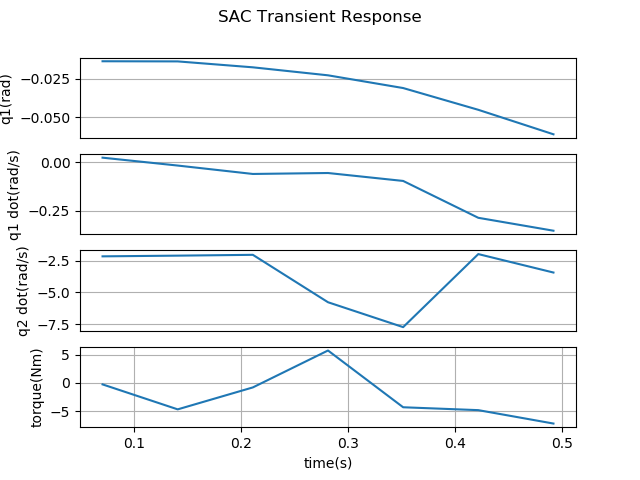 SAC Transient Response
q1(rad)
−0.025
−0.050
q1 dot(rad/s)
0.00
−0.25
q2 dot(rad/s)
−2.5
−5.0
−7.5
torque(Nm)
5
0
−5
0.1 0.2 0.3 0.4 0.5
time(s)